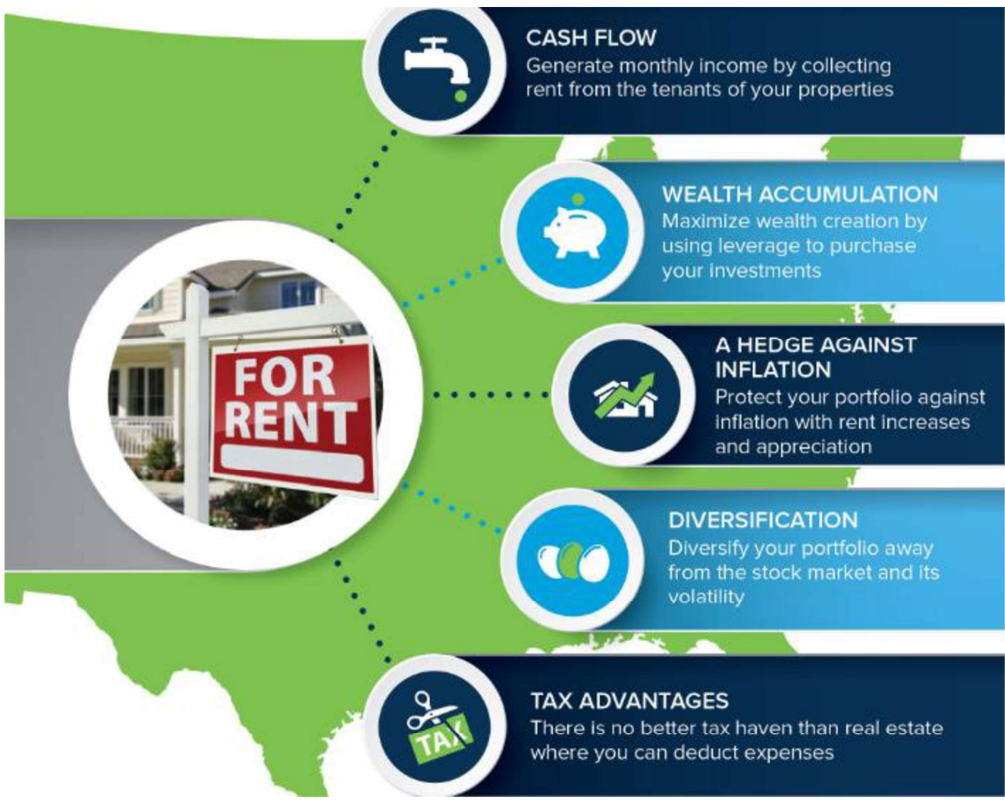 CASH FLOW
Generate monthly income by collecting
rent from the tenants of your properties
WEALTH ACCUMULATION
Maximize wealth creation by
using leverage to purchase
your investments
A HEDGE AGAINST
INFLATION
Protect your portfolio against
inflation with rent increases
and appreciation
FOR
RENT
DIVERSIFICATION
Diversify your portfolio away
from the stock market and its
volatility
TAX ADVANTAGES
There is no better tax haven than real estate
where you can deduct expenses
TAX